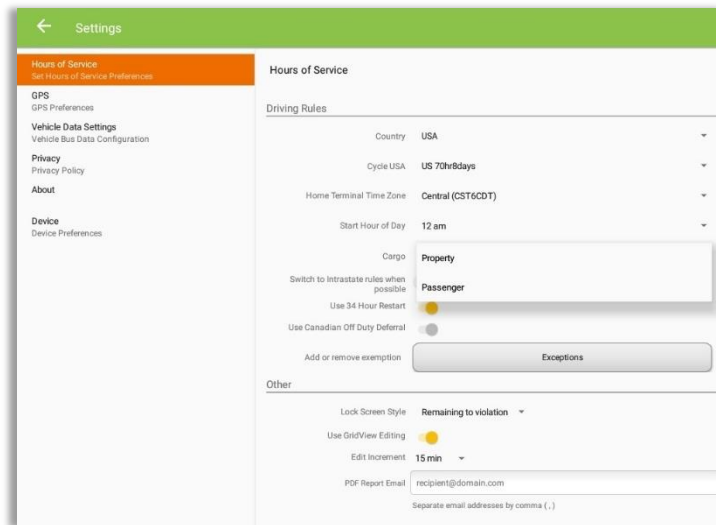 Settings
Hours of Service
Set Hours of Service Preferences
GPS
GPS Preferences
Vehicle Data Settings
Vehicle Bus Data Configuration
Privacy
Privacy Policy
About
Device
Device Preferences
Hours of Service
Driving Rules
Country USA
Cycle USA US 70hr8days
Home Terminal Time Zone Central (CST6CDT)
Start Hour of Day 12 am
Cargo Property
Switch to Intrastate rules when
possible Passenger
Use 34 Hour Restart
Use Canadian Off Duty Deferral
Add or remove exemption Exceptions
Other
Lock Screen Style Remaining to violation
Use GridView Editing
Edit Increment 15 min
PDF Report Email recipient@domain.com
Separate email addresses by comma ( , )